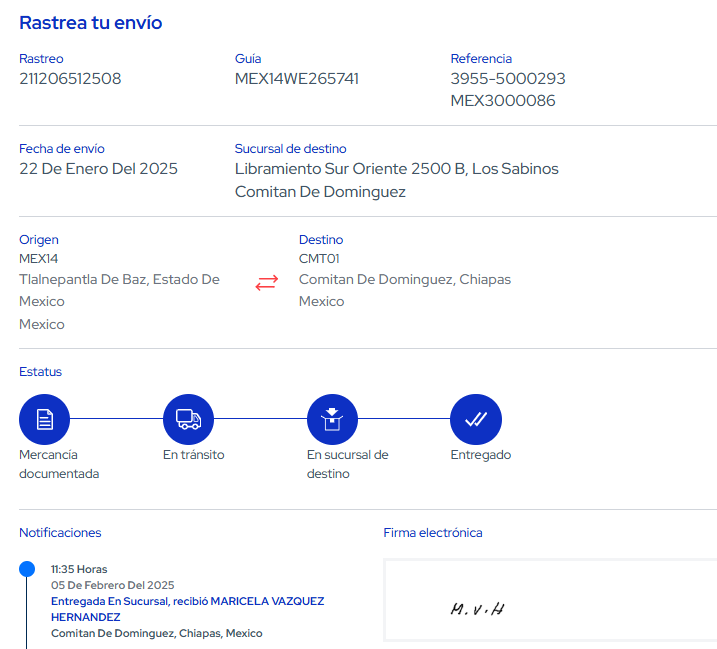 Rastrea tu envío
Rastreo
211206512508
Guía
MEX14WE265741
Referencia
3955-5000293
MEX3000086
Fecha de envío
22 De Enero Del 2025
Sucursal de destino
Libramiento Sur Oriente 2500 B, Los Sabinos
Comitan De Dominguez
Origen
MEX14
Tlalnepantla De Baz, Estado De
Mexico
Mexico
Destino
CMT01
Comitan De Dominguez, Chiapas
Mexico
Estatus
Mercancía
documentada
En tránsito
En sucursal de
destino
Entregado
Notificaciones
11:35 Horas
05 De Febrero Del 2025
Entregada En Sucursal, recibió MARICELA VAZQUEZ
HERNANDEZ
Comitan De Dominguez, Chiapas, Mexico
Firma electrónica
M.V.H